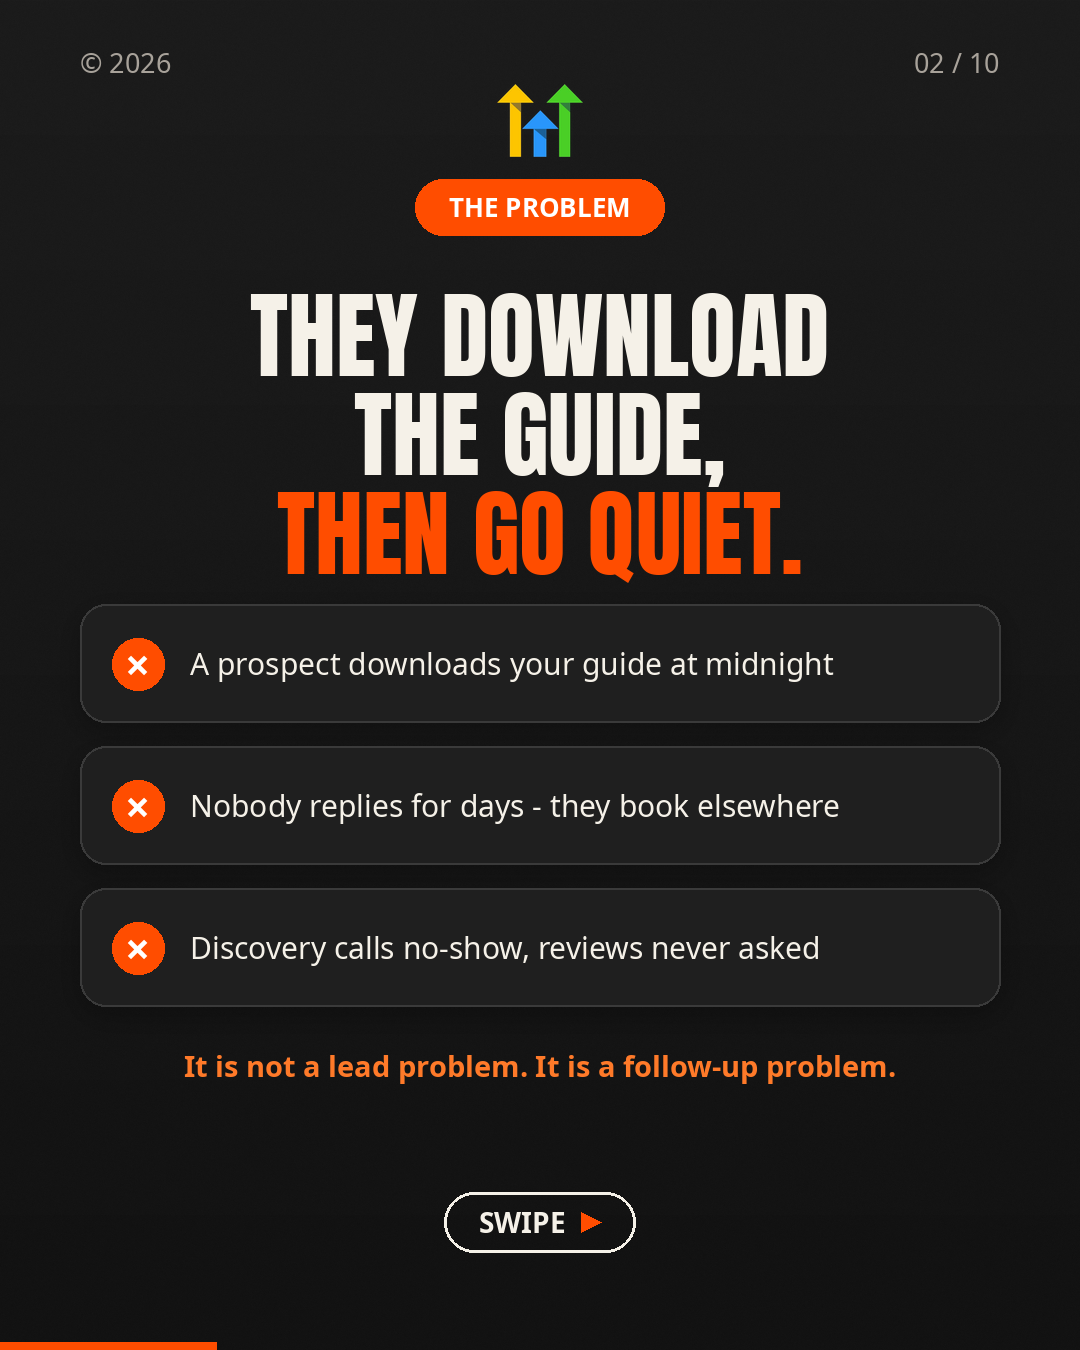 © 2026
02 / 10
THE PROBLEM
THEY DOWNLOAD
THE GUIDE,
THEN GO QUIET.
A prospect downloads your guide at midnight
Nobody replies for days - they book elsewhere
Discovery calls no-show, reviews never asked
It is not a lead problem. It is a follow-up problem.
SWIPE